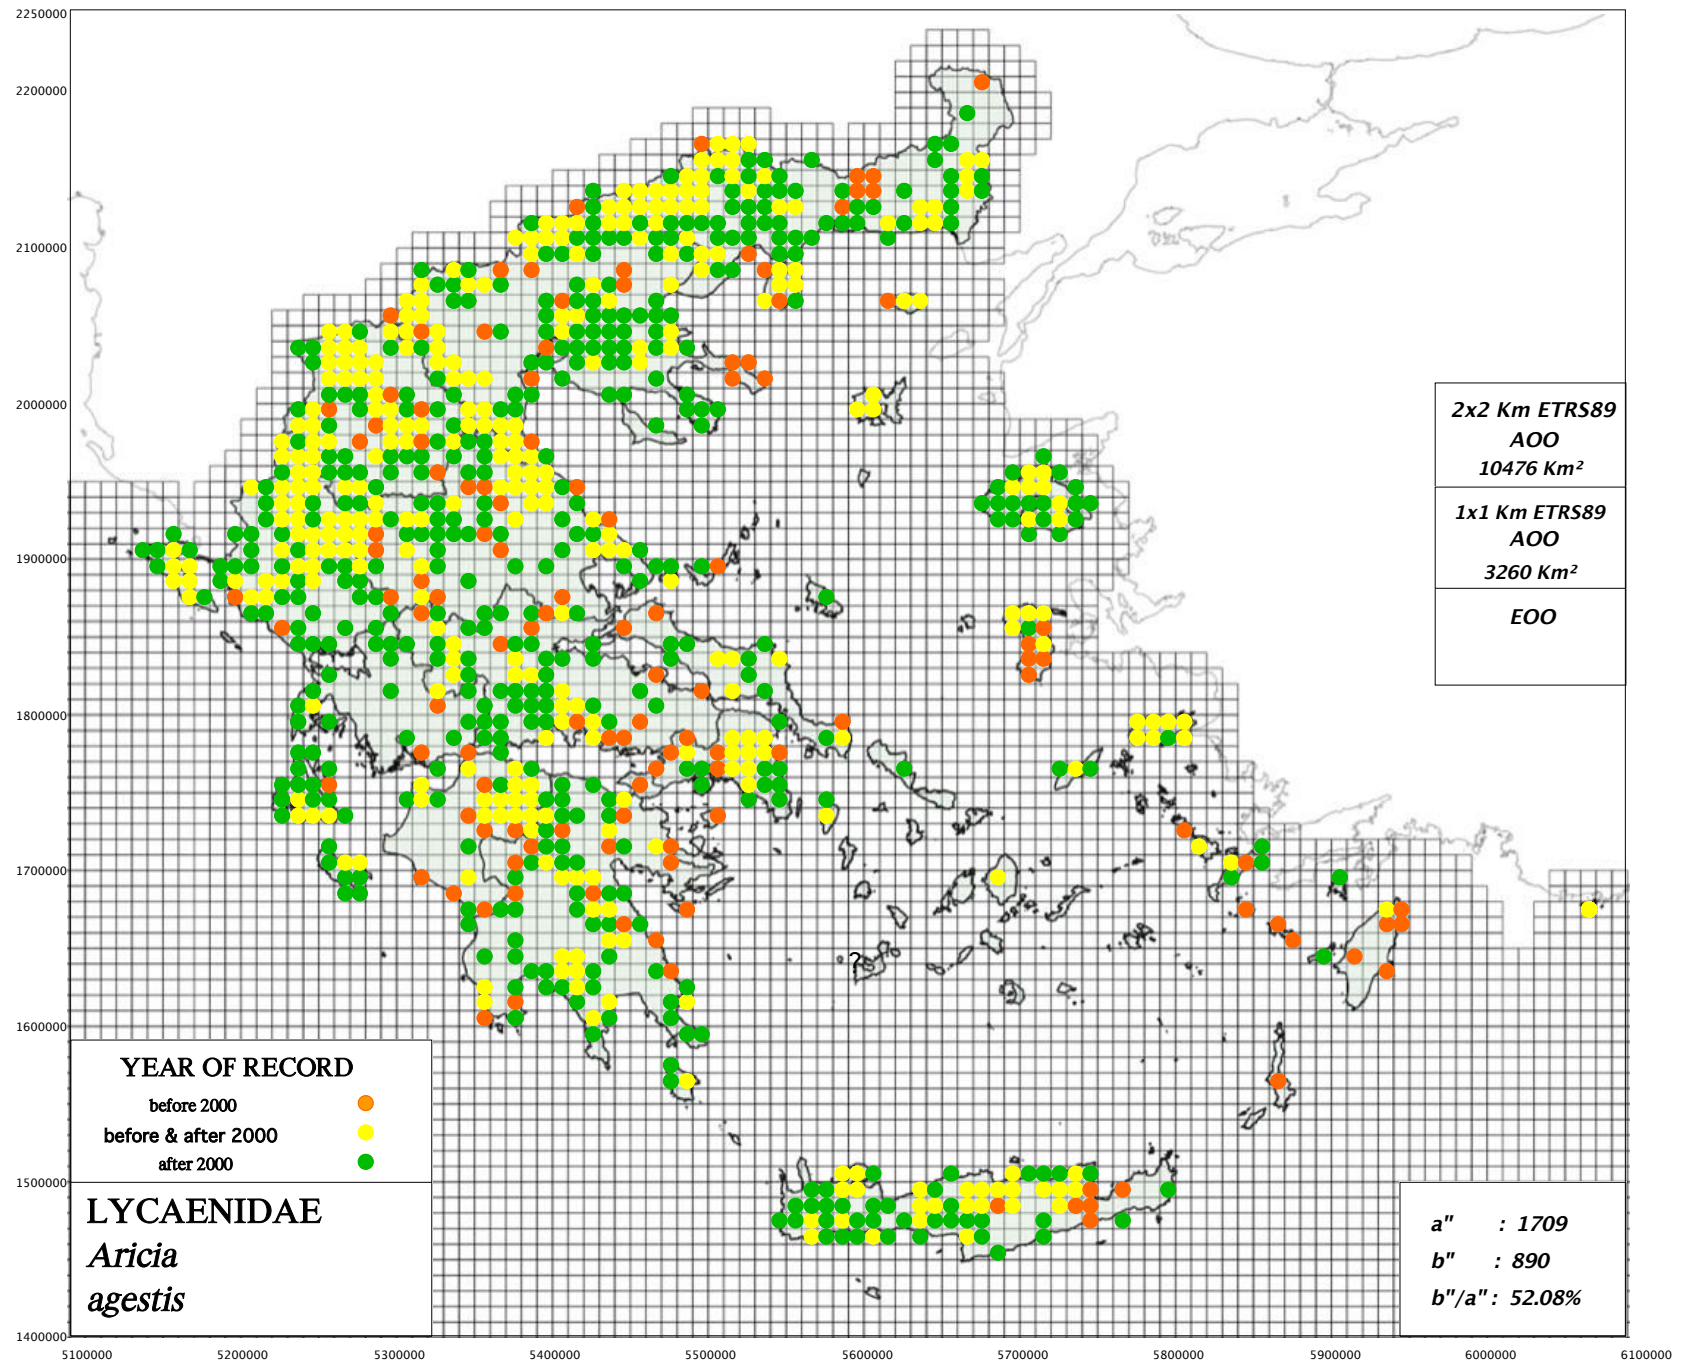 2250000
2200000
2100000
2000000
1900000
1800000
1700000
1600000
1500000
1400000
2x2 Km ETRS89
AOO
10476 Km²
1x1 Km ETRS89
AOO
3260 Km²
EOO
?
YEAR OF RECORD
before 2000
before & after 2000
after 2000
LYCAENIDAE
Aricia
agestis
a" : 1709
b" : 890
b"/a" : 52.08%
5100000 5200000 5300000 5400000 5500000 5600000 5700000 5800000 5900000 6000000 6100000